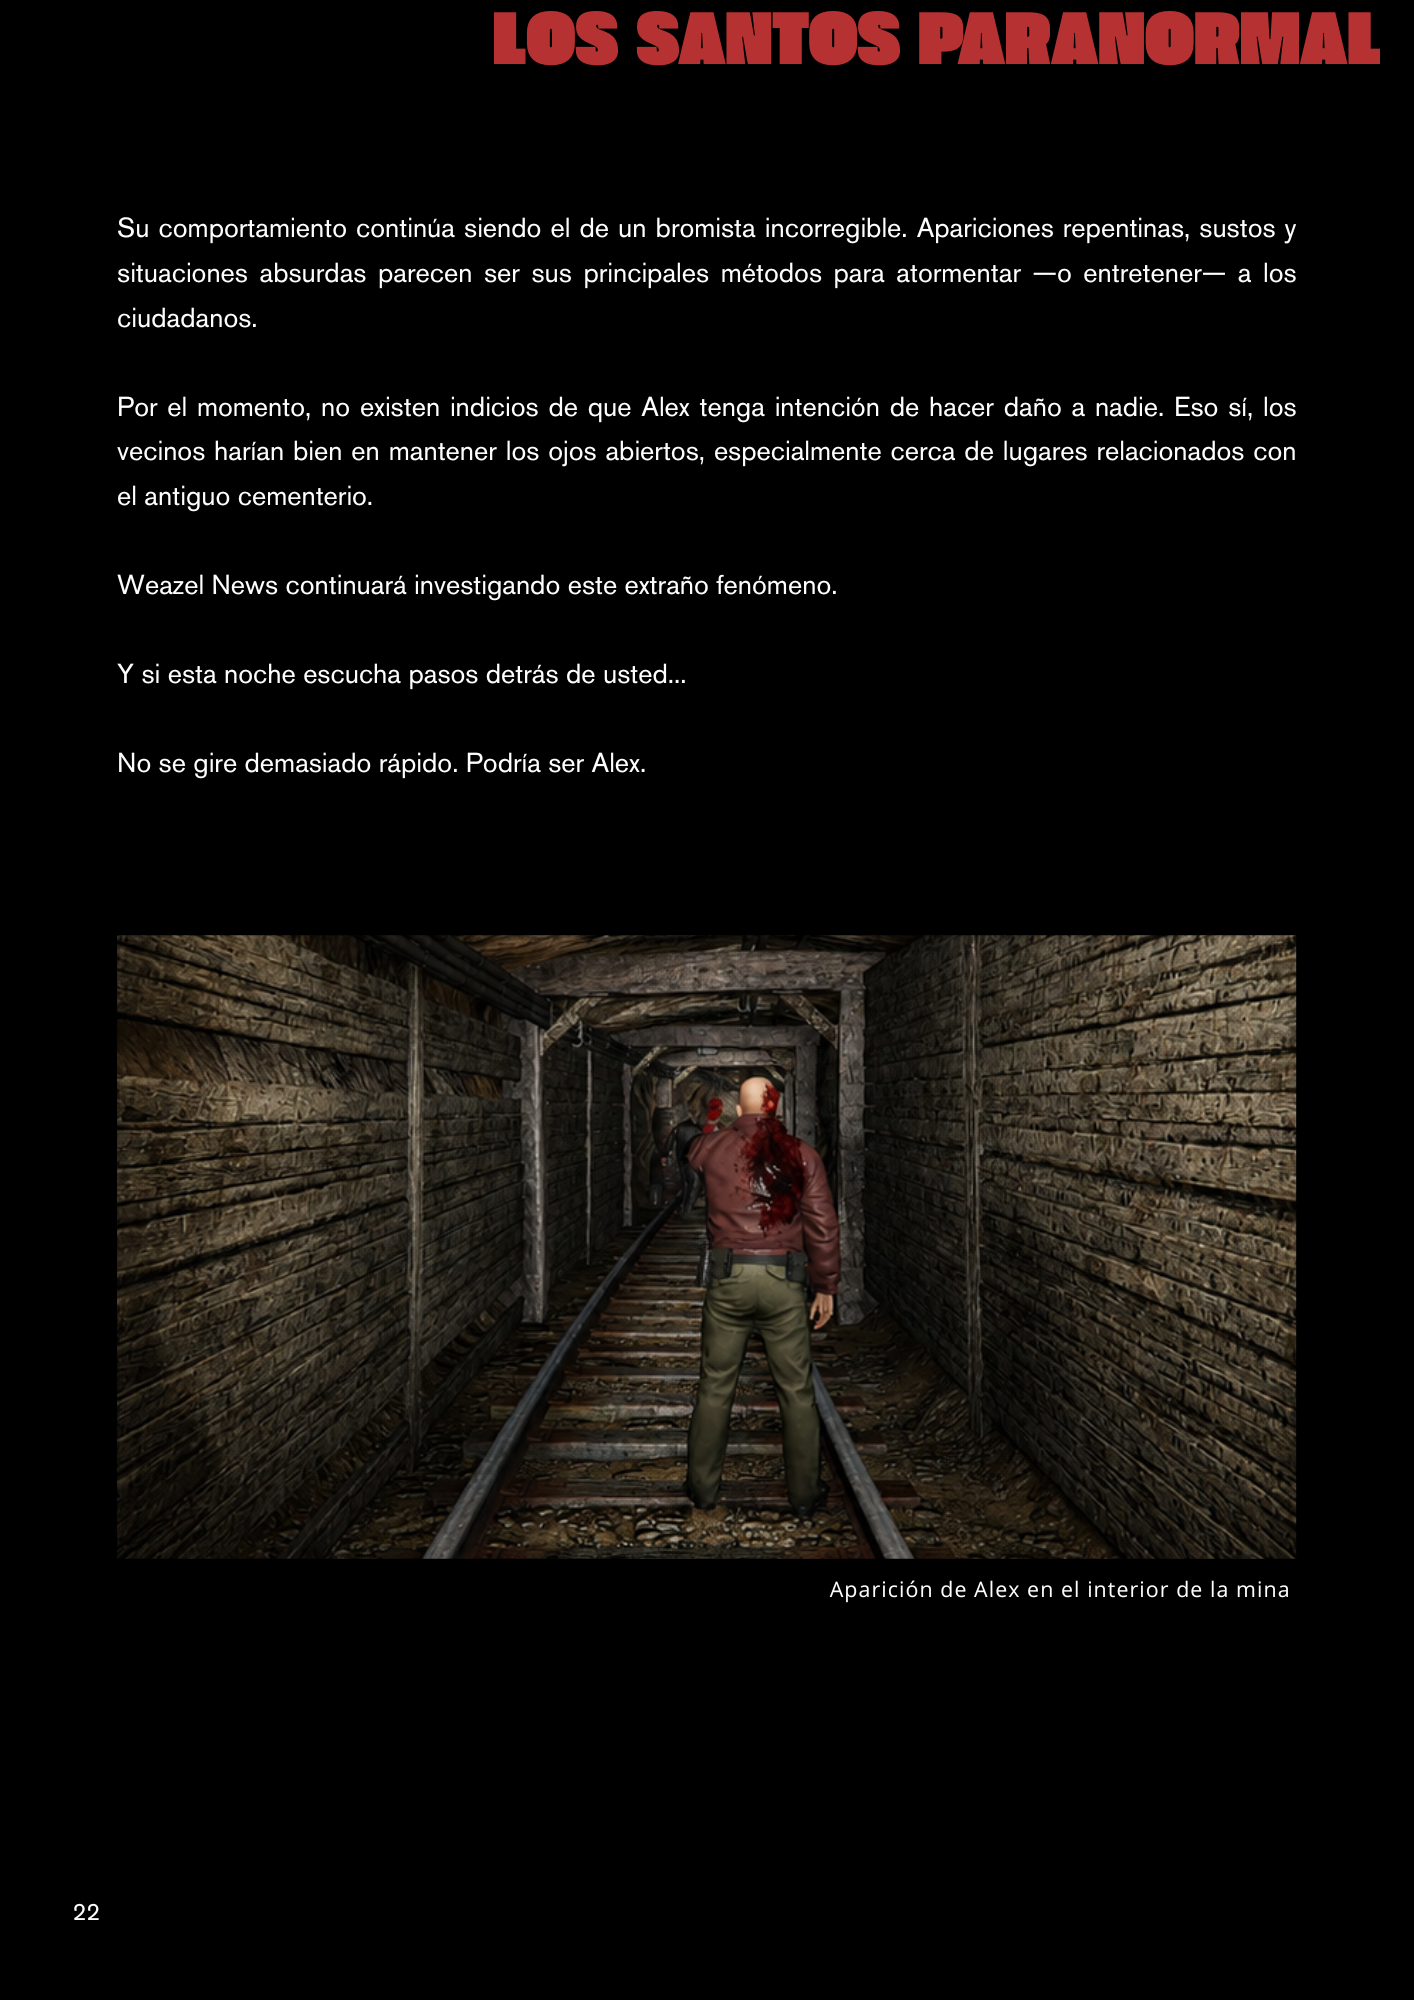 LOS SANTOS PARANORMAL
Su comportamiento continúa siendo el de un bromista incorregible. Apariciones repentinas, sustos y
situaciones absurdas parecen ser sus principales métodos para atormentar —o entretener— a los
ciudadanos.
Por el momento, no existen indicios de que Alex tenga intención de hacer daño a nadie. Eso sí, los
vecinos harían bien en mantener los ojos abiertos, especialmente cerca de lugares relacionados con
el antiguo cementerio.
Weazel News continuará investigando este extraño fenómeno.
Y si esta noche escucha pasos detrás de usted...
No se gire demasiado rápido. Podría ser Alex.
Aparición de Alex en el interior de la mina
22